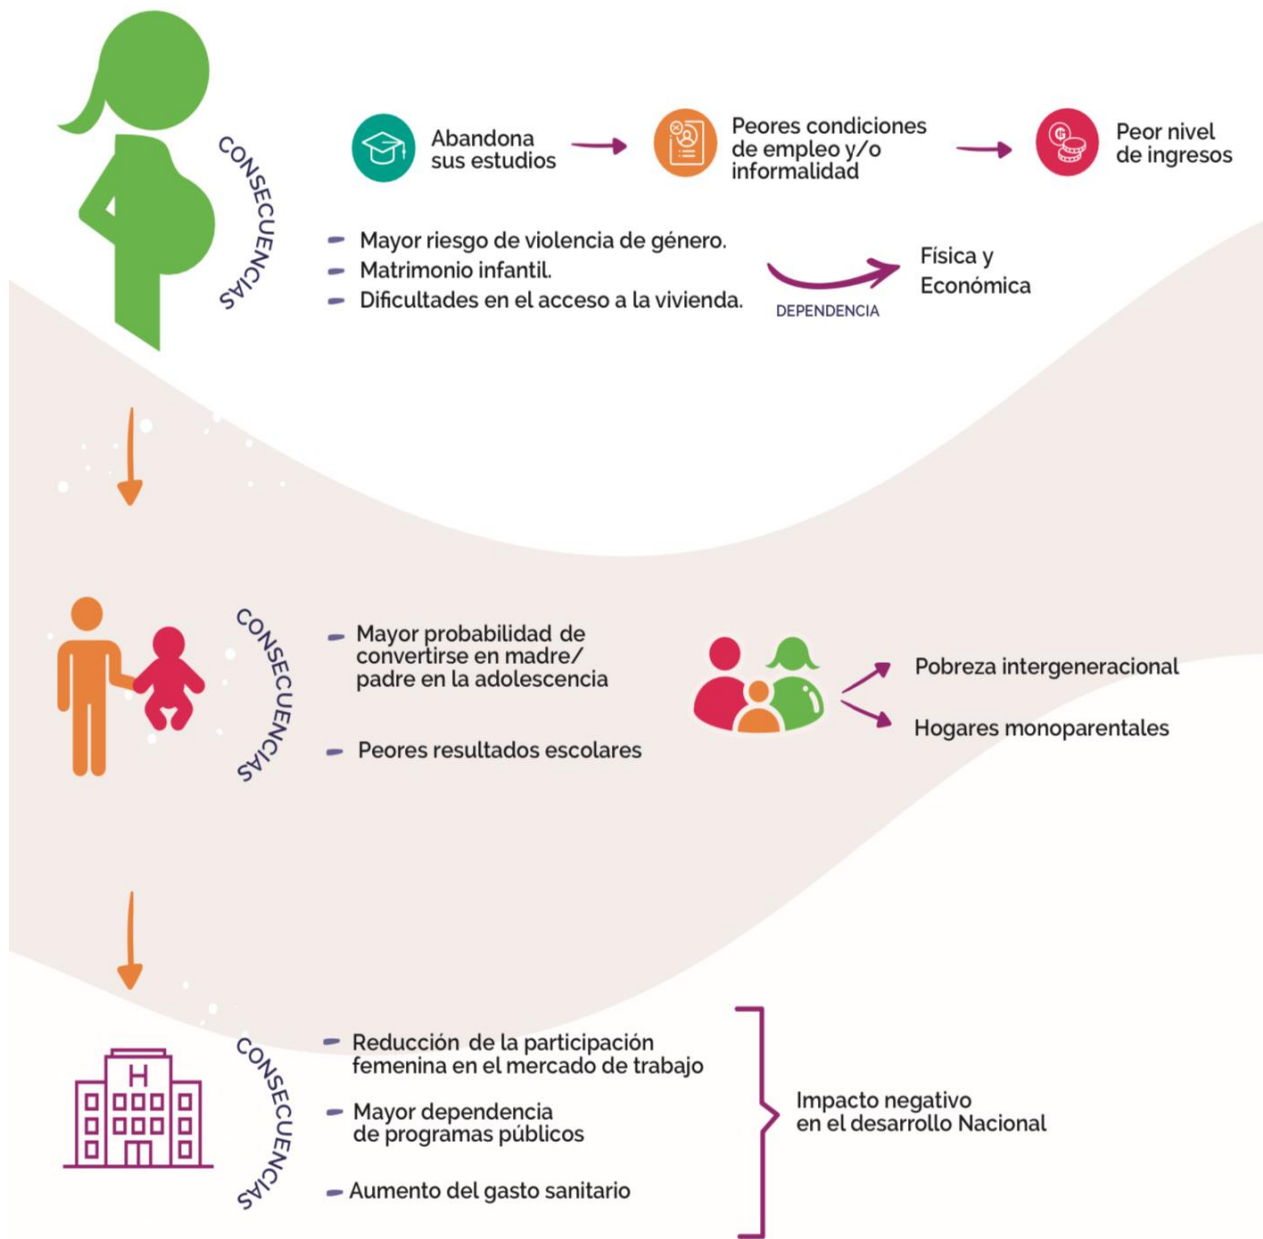 CONSECUENCIAS
Abandona
sus estudios
Peores condiciones
de empleo y/o
informalidad
Peor nivel
de ingresos
Mayor riesgo de violencia de género.
Matrimonio infantil.
Dificultades en el acceso a la vivienda.
DEPENDENCIA
Física y
Económica
CONSECUENCIAS
Mayor probabilidad de
convertirse en madre/
padre en la adolescencia
Peores resultados escolares
Pobreza intergeneracional
Hogares monoparentales
H
CONSECUENCIAS
Reducción de la participación
femenina en el mercado de trabajo
Mayor dependencia
de programas públicos
Aumento del gasto sanitario
Impacto negativo
en el desarrollo Nacional